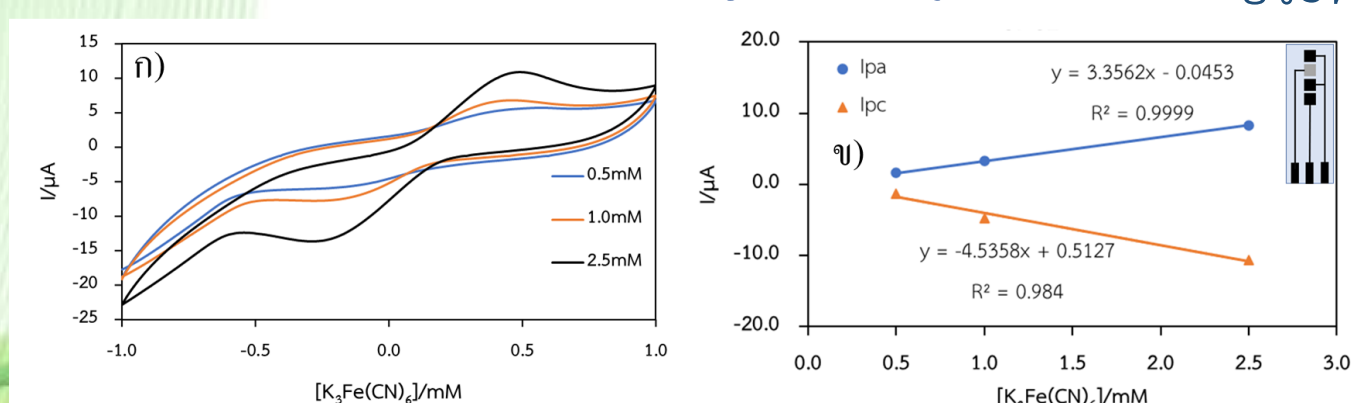 ก)
15
10
5
0
-5
-10
-15
-20
-25
I/µA
-1.0 -0.5 0.0 0.5 1.0
[K₃Fe(CN)₆]/mM
0.5mM
1.0mM
2.5mM
ข)
20.0
10.0
0.0
-10.0
-20.0
I/µA
Ipa
Ipc
y = 3.3562x - 0.0453
R² = 0.9999
y = -4.5358x + 0.5127
R² = 0.984
0.0 0.5 1.0 1.5 2.0 2.5 3.0